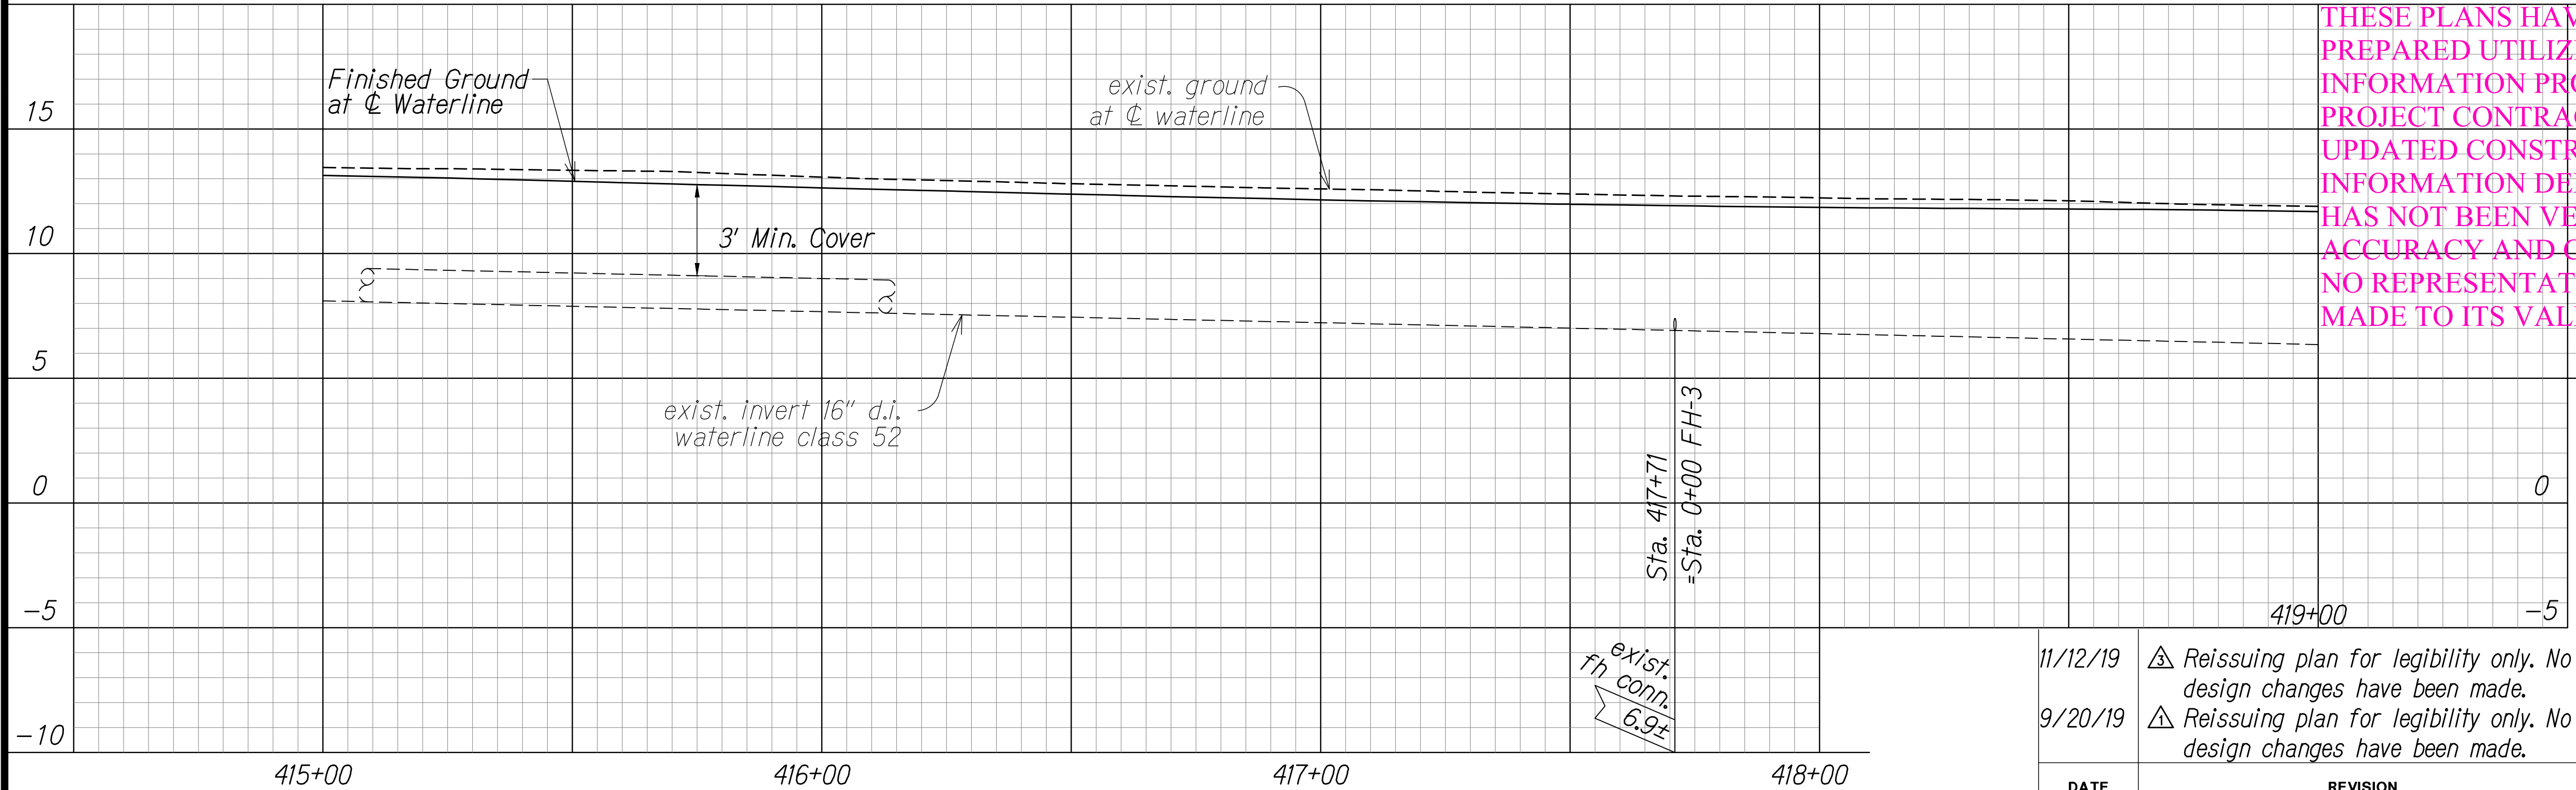 THESE PLANS HAV
PREPARED UTILIZ
INFORMATION PRO
PROJECT CONTRAC
UPDATED CONSTR
INFORMATION DE
HAS NOT BEEN VE
ACCURACY AND C
NO REPRESENTAT
MADE TO ITS VAL
Finished Ground
at ℄ Waterline
exist. ground
at ℄ waterline
15
10
5
0
-5
-10
3' Min. Cover
exist. invert 16" d.i.
waterline class 52
Sta. 417+71
=Sta. 0+00 FH-3
exist.
fh conn.
6.9±
0
-5
419+00
415+00
416+00
417+00
418+00
11/12/19 3 Reissuing plan for legibility only. No
design changes have been made.
9/20/19 1 Reissuing plan for legibility only. No
design changes have been made.
DATE REVISION